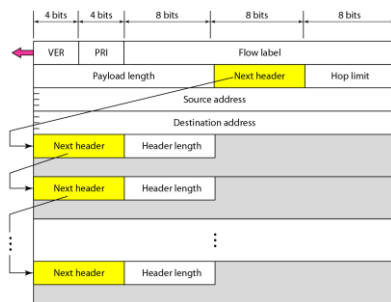 4 bits 4 bits 8 bits 8 bits 8 bits
VER PRI Flow label
Payload length Next header Hop limit
Source address
Destination address
Next header Header length
Next header Header length
Next header Header length